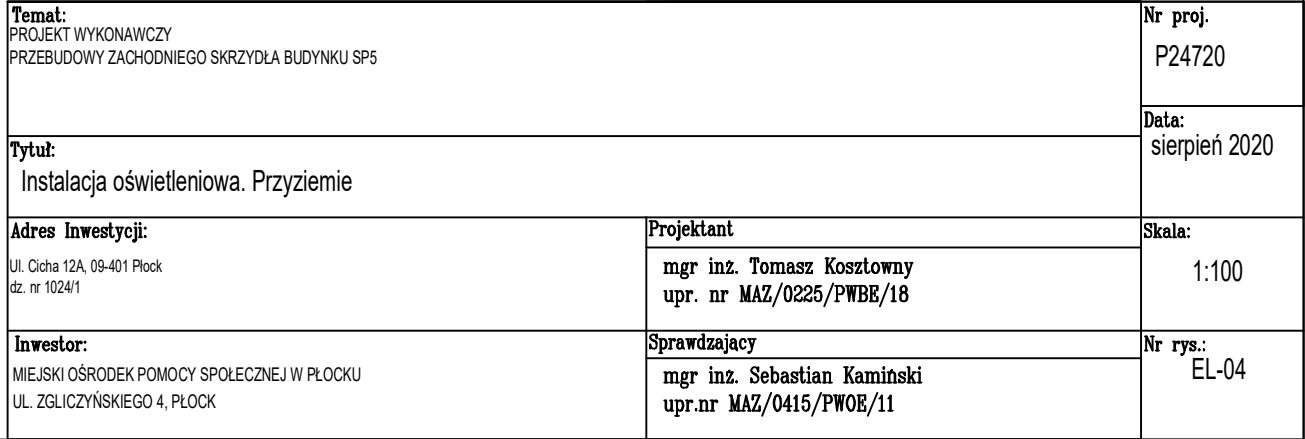 Temat:
PROJEKT WYKONAWCZY
PRZEBUDOWY ZACHODNIEGO SKRZYDŁA BUDYNKU SP5
Nr proj.
P24720
Data:
sierpień 2020
Tytuł:
Instalacja oświetleniowa. Przyziemie
Adres Inwestycji:
Ul. Cicha 12A, 09-401 Płock
dz. nr 1024/1
Projektant
mgr inż. Tomasz Kosztowny
upr. nr MAZ/0225/PWBE/18
Skala:
1:100
Inwestor:
MIEJSKI OŚRODEK POMOCY SPOŁECZNEJ W PŁOCKU
UL. ZGLICZYŃSKIEGO 4, PŁOCK
Sprawdzający
mgr inż. Sebastian Kamiński
upr.nr MAZ/0415/PWOE/11
Nr rys.:
EL-04